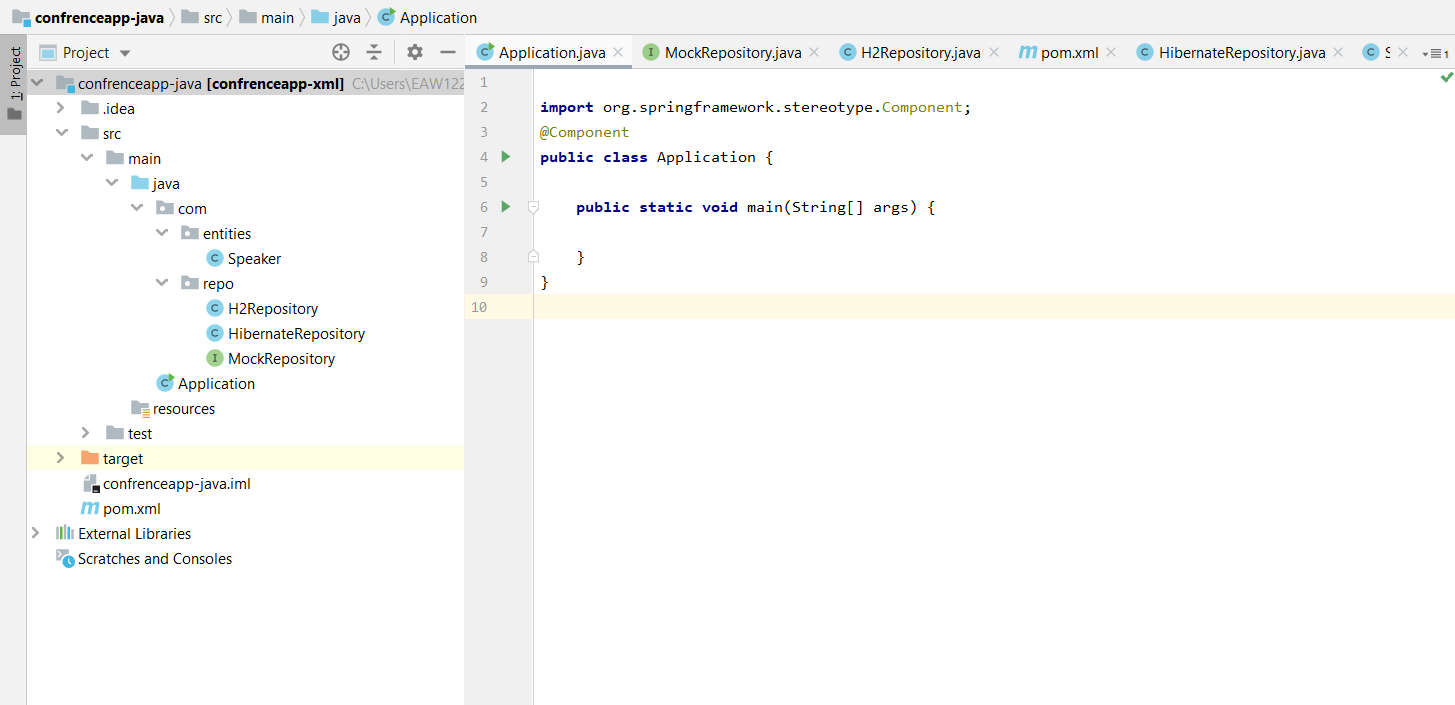 confrenceapp-java src main java Application
1: Project
Project
Application.java MockRepository.java H2Repository.java pom.xml HibernateRepository.java
confrenceapp-java [confrenceapp-xml] C:\Users\EAW122
.idea
src
main
java
com
entities
Speaker
repo
H2Repository
HibernateRepository
MockRepository
Application
resources
test
target
confrenceapp-java.iml
pom.xml
External Libraries
Scratches and Consoles
1
2 import org.springframework.stereotype.Component;
3 @Component
4 public class Application {
5
6 public static void main(String[] args) {
7
8 }
9 }
10